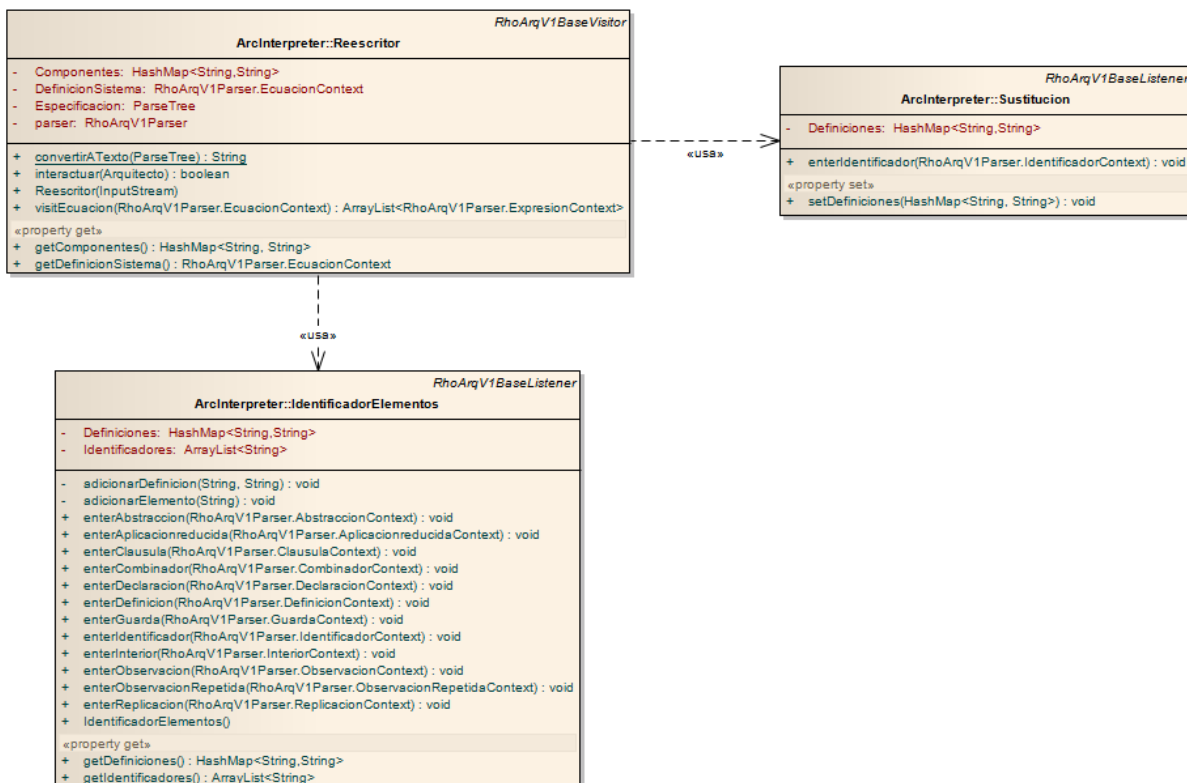 RhoArqV1BaseVisitor
ArcInterpreter::Reescritor
- Componentes: HashMap<String,String>
- DefinicionSistema: RhoArqV1Parser.EcuacionContext
- Especificacion: ParseTree
- parser: RhoArqV1Parser
+ convertirATexto(ParseTree) : String
+ interactuar(Arquitecto) : boolean
+ Reescritor(InputStream)
+ visitEcuacion(RhoArqV1Parser.EcuacionContext) : ArrayList<RhoArqV1Parser.ExpresionContext>
«property get»
+ getComponentes() : HashMap<String, String>
+ getDefinicionSistema() : RhoArqV1Parser.EcuacionContext
«usa»
RhoArqV1BaseListener
ArcInterpreter::Sustitucion
- Definiciones: HashMap<String,String>
+ enterIdentificador(RhoArqV1Parser.IdentificadorContext) : void
«property set»
+ setDefiniciones(HashMap<String, String>) : void
«usa»
RhoArqV1BaseListener
ArcInterpreter::IdentificadorElementos
- Definiciones: HashMap<String,String>
- Identificadores: ArrayList<String>
- adicionarDefinicion(String, String) : void
- adicionarElemento(String) : void
+ enterAbstraccion(RhoArqV1Parser.AbstraccionContext) : void
+ enterAplicacionreducida(RhoArqV1Parser.AplicacionreducidaContext) : void
+ enterClausula(RhoArqV1Parser.ClausulaContext) : void
+ enterCombinador(RhoArqV1Parser.CombinadorContext) : void
+ enterDeclaracion(RhoArqV1Parser.DeclaracionContext) : void
+ enterDefinicion(RhoArqV1Parser.DefinicionContext) : void
+ enterGuarda(RhoArqV1Parser.GuardaContext) : void
+ enterIdentificador(RhoArqV1Parser.IdentificadorContext) : void
+ enterInterior(RhoArqV1Parser.InteriorContext) : void
+ enterObservacion(RhoArqV1Parser.ObservacionContext) : void
+ enterObservacionRepetida(RhoArqV1Parser.ObservacionRepetidaContext) : void
+ enterReplicacion(RhoArqV1Parser.ReplicacionContext) : void
+ IdentificadorElementos()
«property get»
+ getDefiniciones() : HashMap<String,String>
+ getIdentificadores() : ArrayList<String>